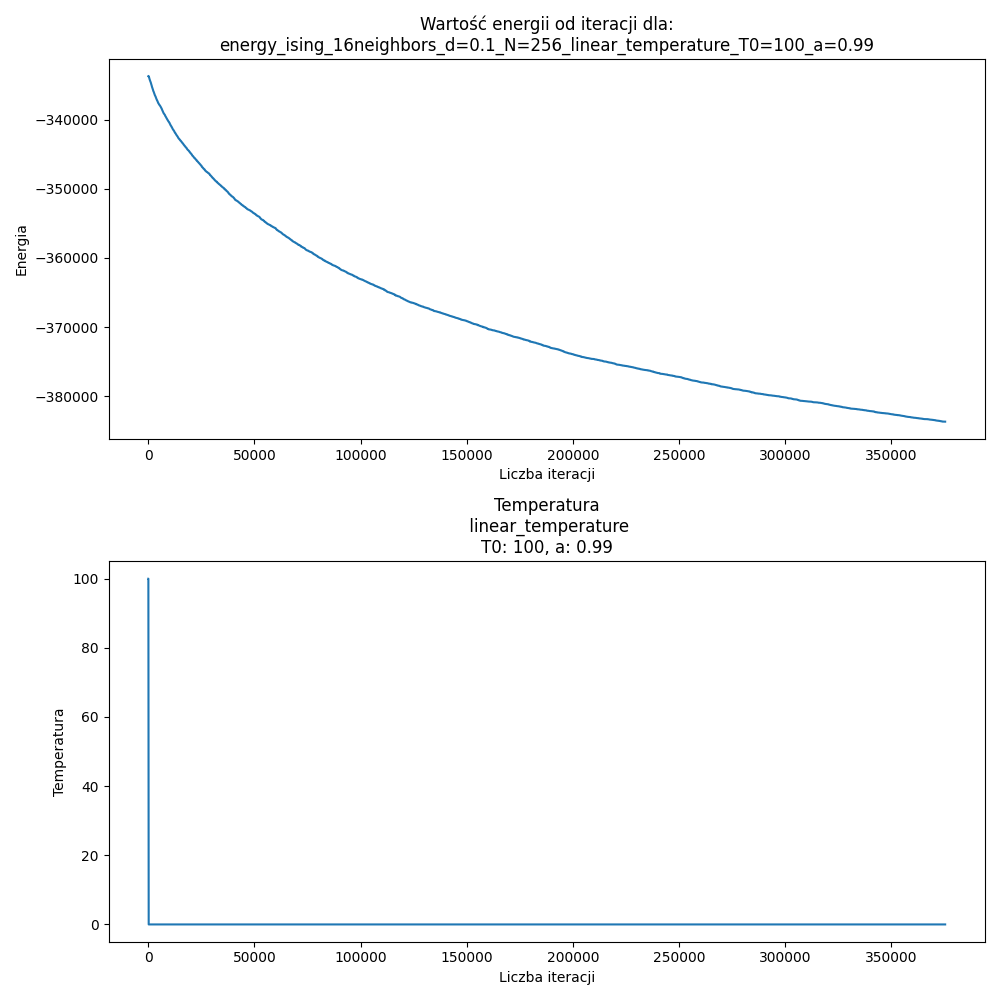 Wartość energii od iteracji dla:
energy_ising_16neighbors_d=0.1_N=256_linear_temperature_T0=100_a=0.99
−340000
−350000
−360000
−370000
−380000
Energia
0 50000 100000 150000 200000 250000 300000 350000
Liczba iteracji
Temperatura
linear_temperature
T0: 100, a: 0.99
100
80
60
40
20
0
Temperatura
0 50000 100000 150000 200000 250000 300000 350000
Liczba iteracji